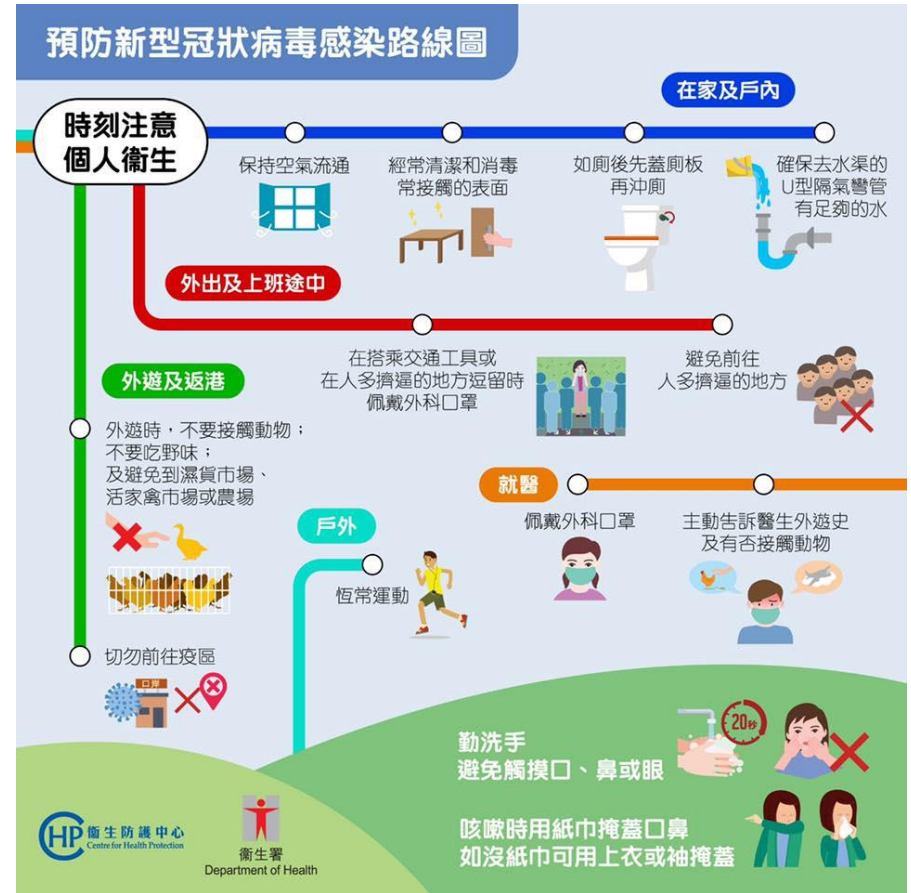 預防新型冠狀病毒感染路線圖
時刻注意
個人衞生
在家及戶內
保持空氣流通
經常清潔和消毒
常接觸的表面
如廁後先蓋廁板
再沖廁
確保去水渠的
U型隔氣彎管
有足夠的水
外出及上班途中
在搭乘交通工具或
在人多擠逼的地方逗留時
佩戴外科口罩
避免前往
人多擠逼的地方
外遊及返港
外遊時，不要接觸動物；
不要吃野味；
及避免到濕貨市場、
活家禽市場或農場
切勿前往疫區
口岸
戶外
恆常運動
就醫
佩戴外科口罩
主動告訴醫生外遊史
及有否接觸動物
勤洗手
避免觸摸口、鼻或眼
20秒
咳嗽時用紙巾掩蓋口鼻
如沒紙巾可用上衣或袖掩蓋
CHP
衞生防護中心
Centre for Health Protection
衞生署
Department of Health